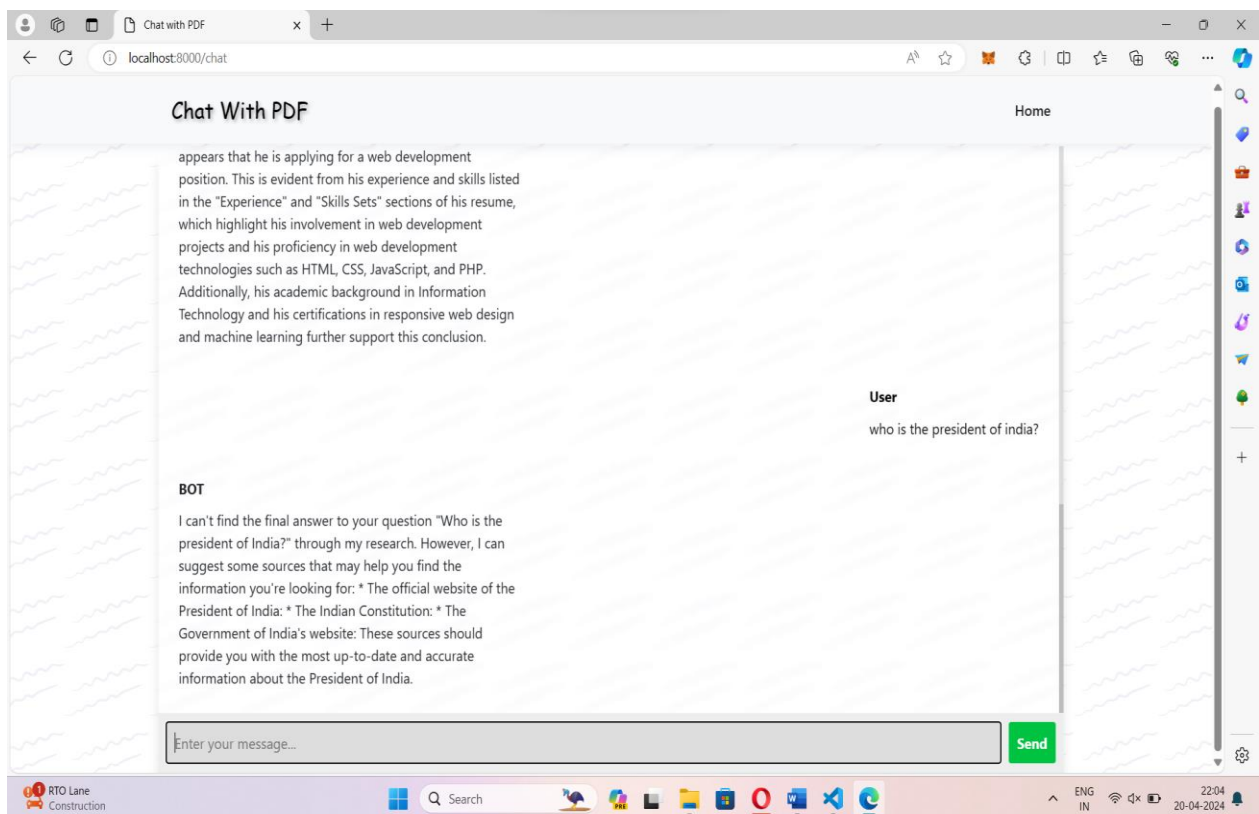 Chat with PDF
localhost:8000/chat
Chat With PDF
Home
appears that he is applying for a web development
position. This is evident from his experience and skills listed
in the "Experience" and "Skills Sets" sections of his resume,
which highlight his involvement in web development
projects and his proficiency in web development
technologies such as HTML, CSS, JavaScript, and PHP.
Additionally, his academic background in Information
Technology and his certifications in responsive web design
and machine learning further support this conclusion.
User
who is the president of india?
BOT
I can't find the final answer to your question "Who is the
president of India?" through my research. However, I can
suggest some sources that may help you find the
information you're looking for: * The official website of the
President of India: * The Indian Constitution: * The
Government of India's website: These sources should
provide you with the most up-to-date and accurate
information about the President of India.
Enter your message...
Send
1
RTO Lane
Construction
Search
PRE
ENG
IN
22:04
20-04-2024